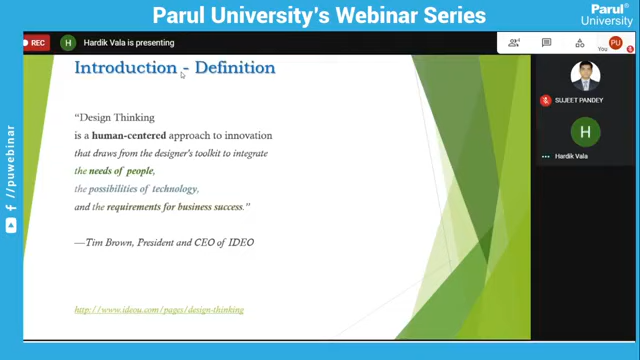 Parul University's Webinar Series
Parul®
University
REC
H
Hardik Vala is presenting
You
PU
Introduction - Definition
"Design Thinking
is a human-centered approach to innovation
that draws from the designer's toolkit to integrate
the needs of people,
the possibilities of technology,
and the requirements for business success."
—Tim Brown, President and CEO of IDEO
http://www.ideou.com/pages/design-thinking
SUJEET PANDEY
H
Hardik Vala
/puwebinar